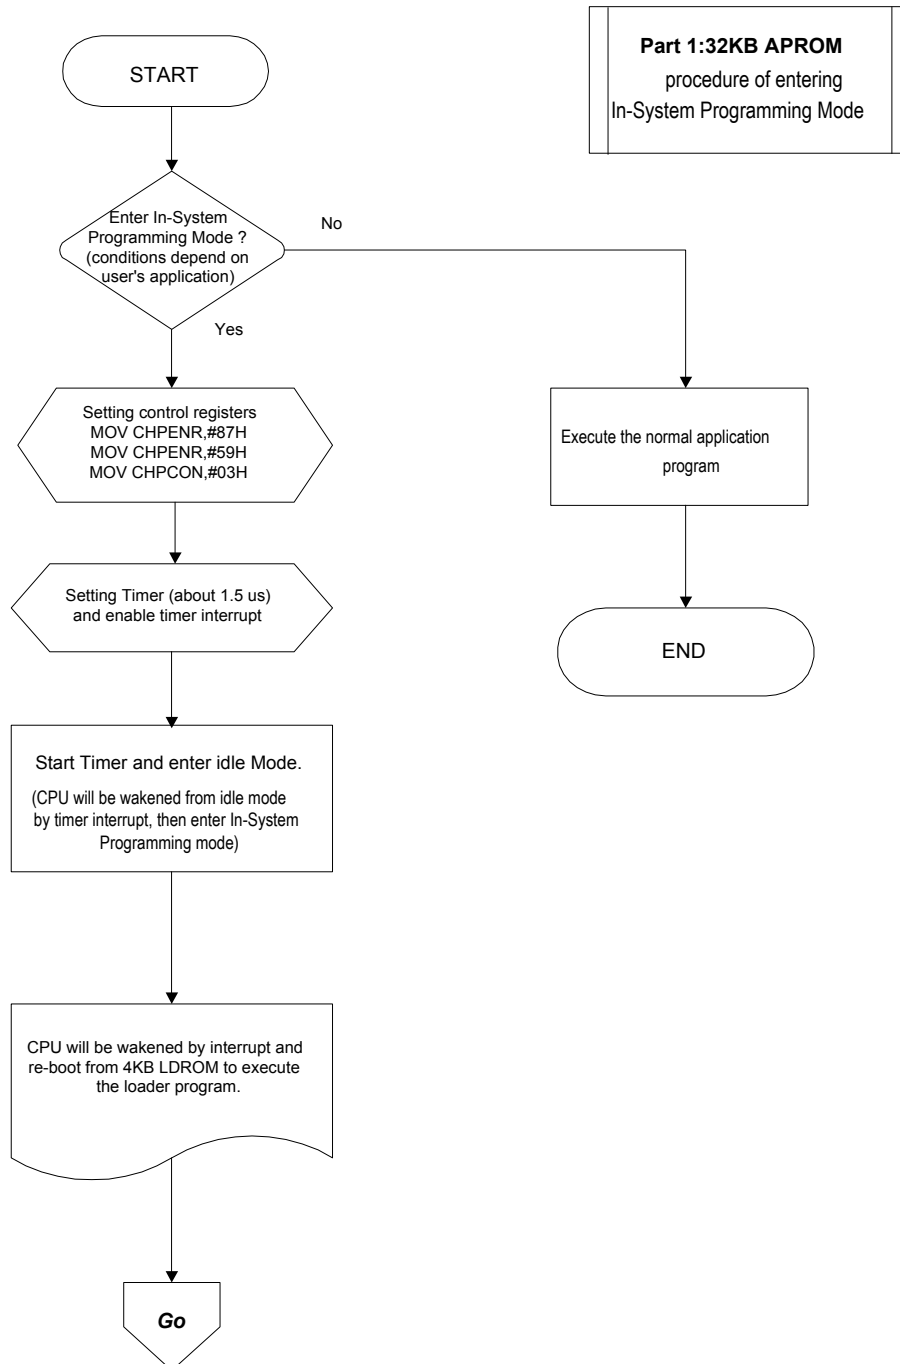 START
Part 1:32KB APROM
procedure of entering
In-System Programming Mode
Enter In-System
Programming Mode ?
(conditions depend on
user's application)
No
Yes
Setting control registers
MOV CHPENR,#87H
MOV CHPENR,#59H
MOV CHPCON,#03H
Execute the normal application
program
Setting Timer (about 1.5 us)
and enable timer interrupt
END
Start Timer and enter idle Mode.
(CPU will be wakened from idle mode
by timer interrupt, then enter In-System
Programming mode)
CPU will be wakened by interrupt and
re-boot from 4KB LDROM to execute
the loader program.
Go